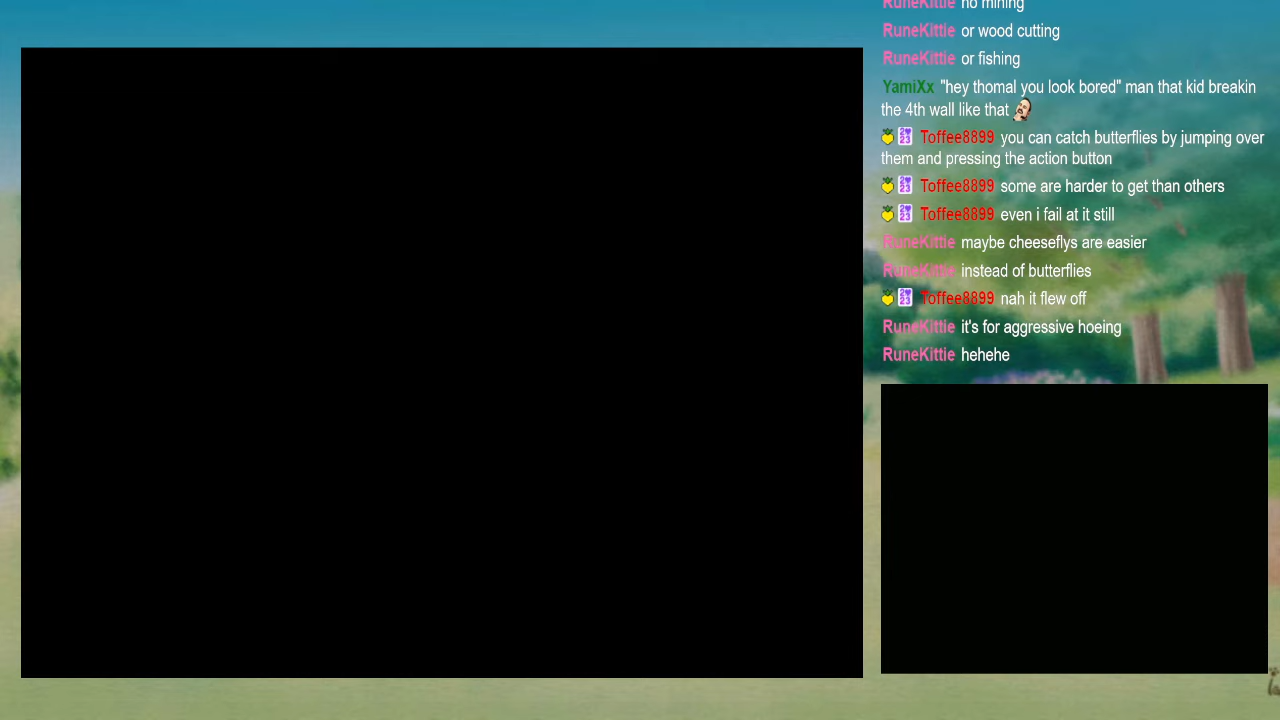 RuneKittie no mining
RuneKittie or wood cutting
RuneKittie or fishing
YamiXx "hey thomal you look bored" man that kid breakin
the 4th wall like that
Toffee8899 you can catch butterflies by jumping over
them and pressing the action button
Toffee8899 some are harder to get than others
Toffee8899 even i fail at it still
RuneKittie maybe cheeseflys are easier
RuneKittie instead of butterflies
Toffee8899 nah it flew off
RuneKittie it's for aggressive hoeing
RuneKittie hehehe